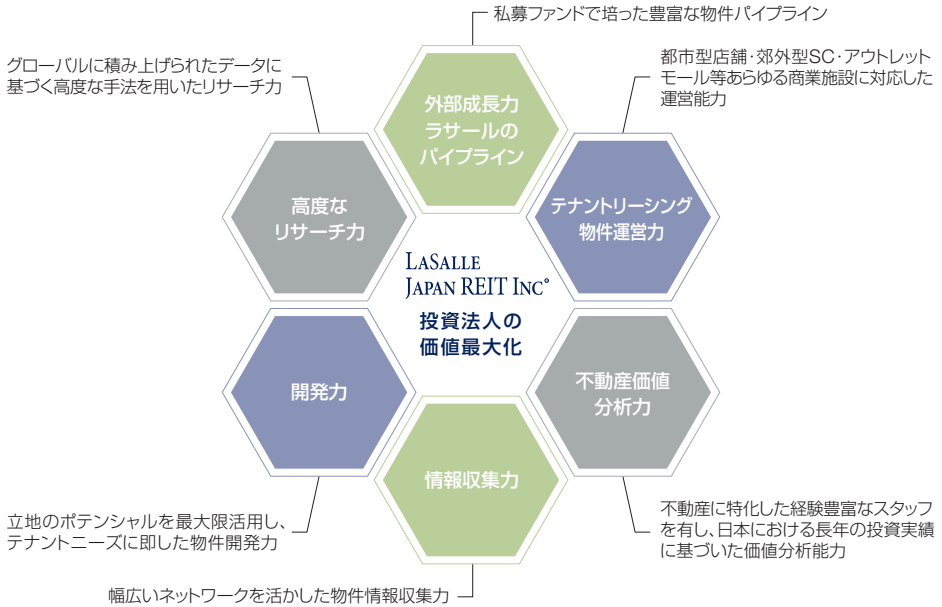 私募ファンドで培った豊富な物件パイプライン
グローバルに積み上げられたデータに
基づく高度な手法を用いたリサーチ力
都市型店舗・郊外型SC・アウトレット
モール等あらゆる商業施設に対応した
運営能力
外部成長力
ラサールの
パイプライン
高度な
リサーチ力
テナントリーシング
物件運営力
LASALLE
JAPAN REIT INC®
投資法人の
価値最大化
開発力
不動産価値
分析力
情報収集力
立地のポテンシャルを最大限活用し、
テナントニーズに即した物件開発力
不動産に特化した経験豊富なスタッフ
を有し、日本における長年の投資実績
に基づいた価値分析能力
幅広いネットワークを活かした物件情報収集力